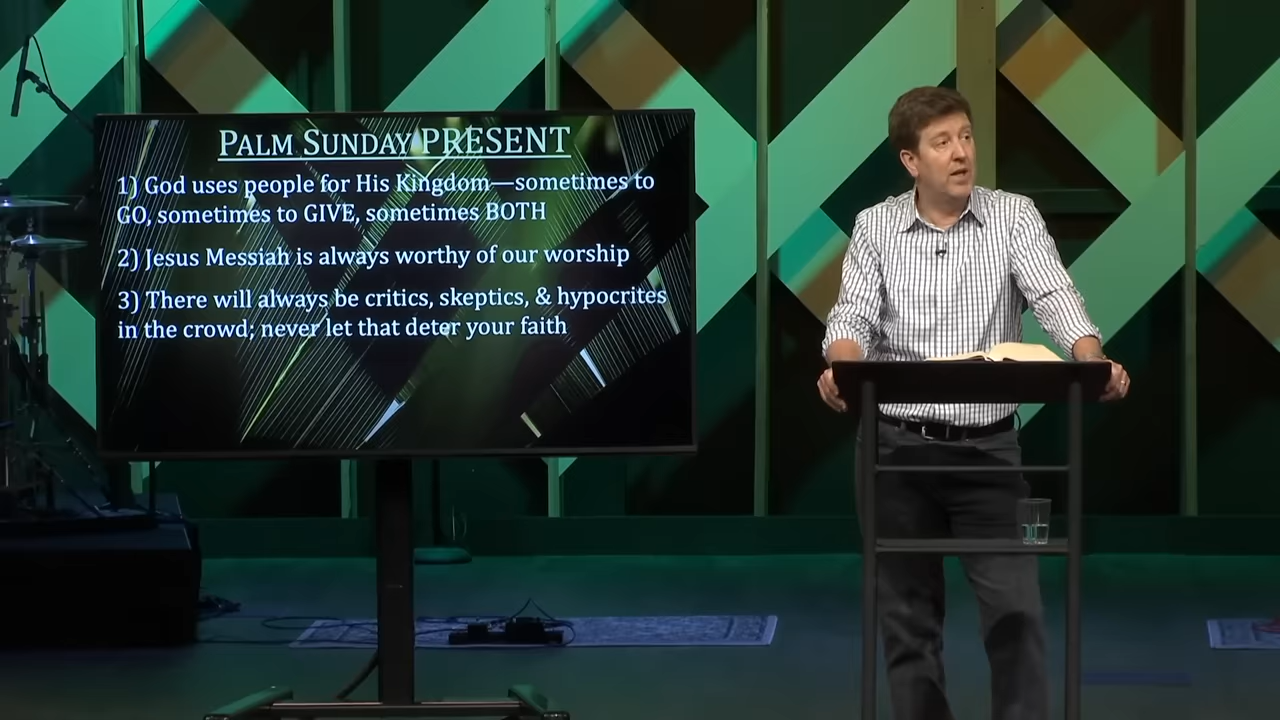 PALM SUNDAY PRESENT
1) God uses people for His Kingdom—sometimes to
GO, sometimes to GIVE, sometimes BOTH
2) Jesus Messiah is always worthy of our worship
3) There will always be critics, skeptics, & hypocrites
in the crowd; never let that deter your faith